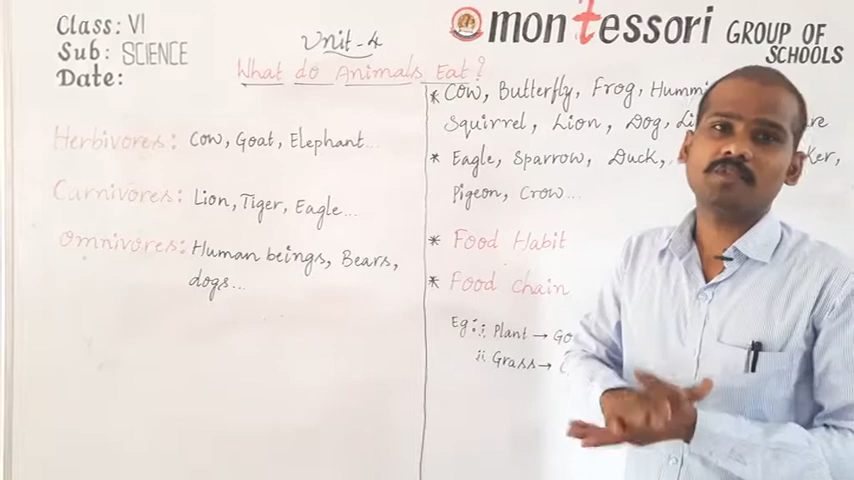 Class: VI
Sub: SCIENCE
Date:
Unit-4
What do Animals Eat?
montessori GROUP OF
SCHOOLS
Herbivores: Cow, Goat, Elephant...
Carnivores: Lion, Tiger, Eagle...
Omnivores: Human beings, Bears,
dogs...
* Cow, Butterfly, Frog,
Squirrel, Lion, Dog,
* Eagle, Sparrow, Duck,
Pigeon, Crow...
* Food Habit
* Food chain
Eg: i Plant →
ii Grass →